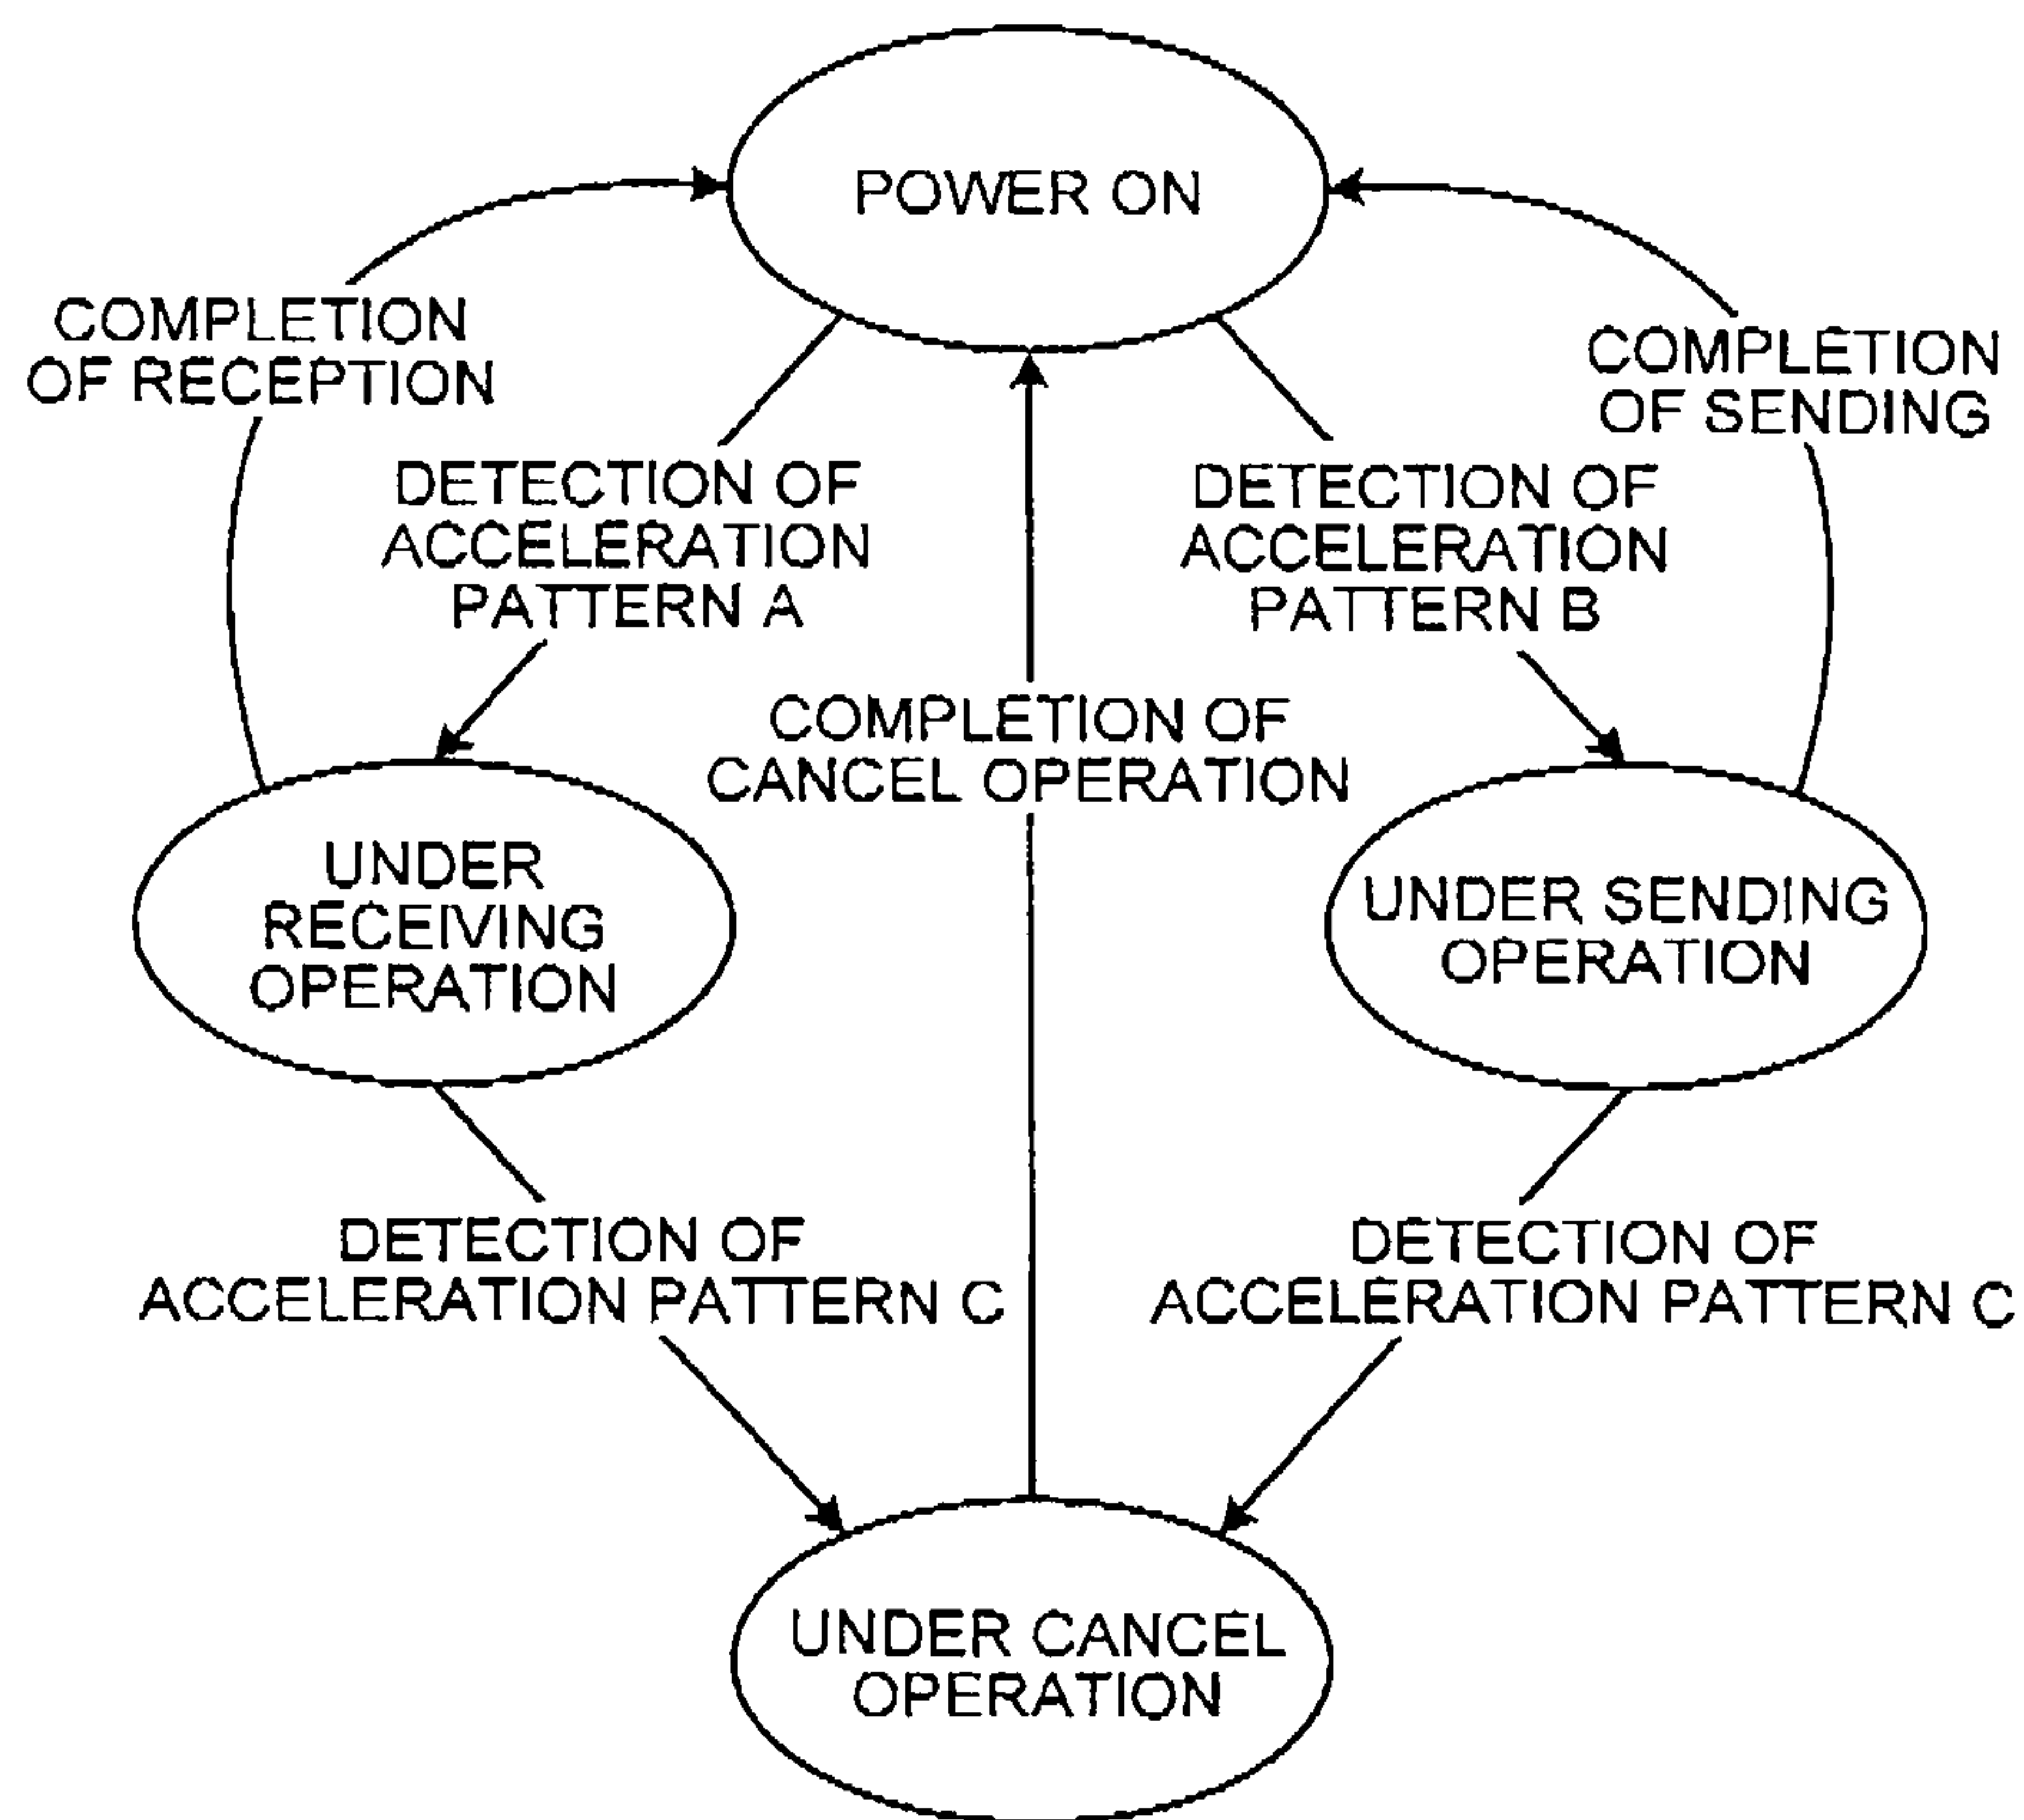 POWER ON
COMPLETION
OF RECEPTION
COMPLETION
OF SENDING
DETECTION OF
ACCELERATION
PATTERN A
DETECTION OF
ACCELERATION
PATTERN B
COMPLETION OF
CANCEL OPERATION
UNDER
RECEIVING
OPERATION
UNDER SENDING
OPERATION
DETECTION OF
ACCELERATION PATTERN C
DETECTION OF
ACCELERATION PATTERN C
UNDER CANCEL
OPERATION